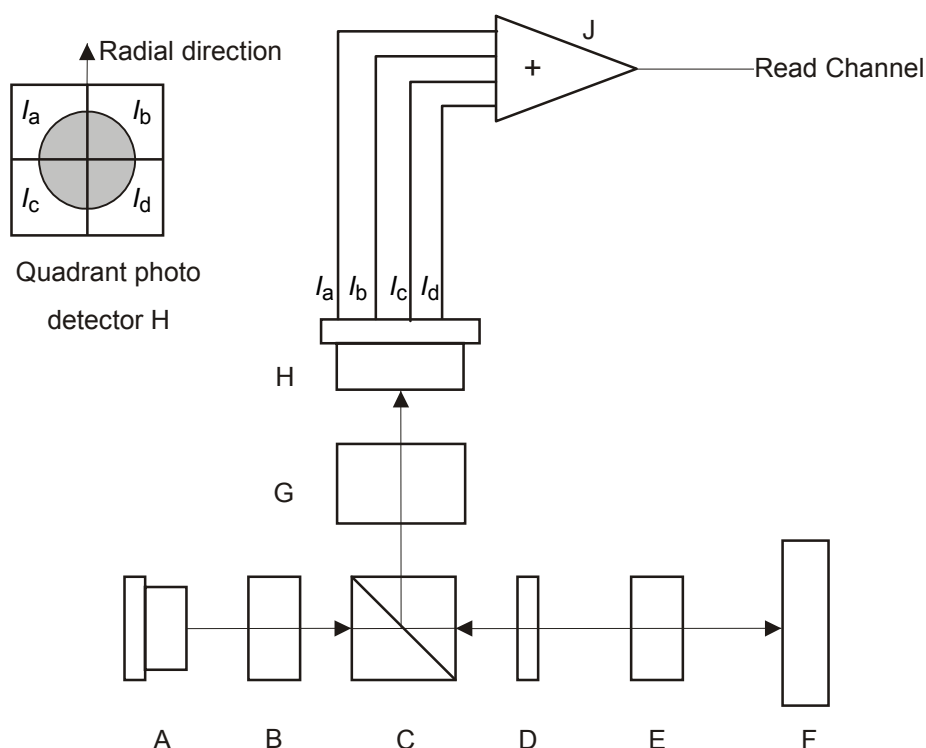 J
Radial direction
+
Read Channel
Ia Ib
Ic Id
Quadrant photo
detector H
Ia Ib Ic Id
H
G
A B C D E F